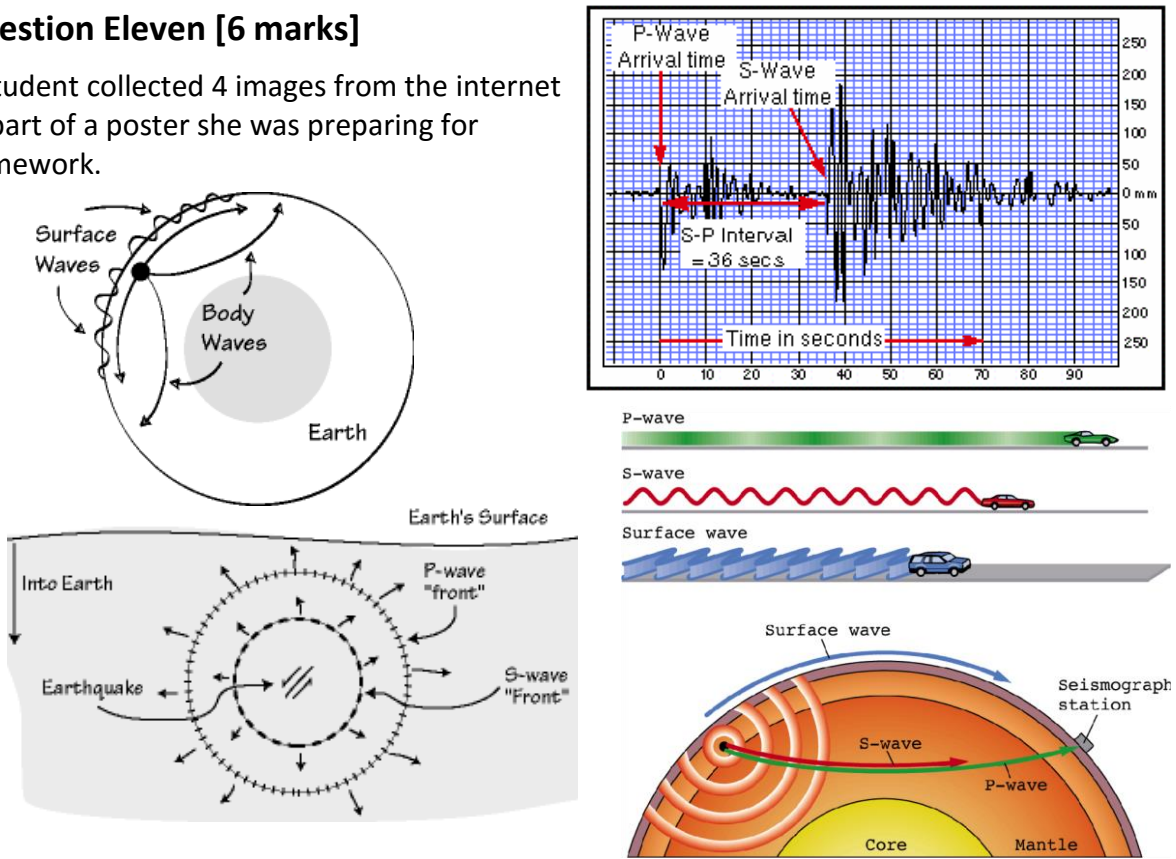 estion Eleven [6 marks]
tudent collected 4 images from the internet
part of a poster she was preparing for
mework.
Surface
Waves
Body
Waves
Earth
P-Wave
Arrival time
S-Wave
Arrival time
S-P Interval
= 36 secs
Time in seconds
250
200
150
100
50
0 mm
50
100
150
200
250
0 10 20 30 40 50 60 70 80 90
Earth's Surface
Into Earth
P-wave
"front"
Earthquake
S-wave
"Front"
P-wave
S-wave
Surface wave
Surface wave
Seismograph
station
S-wave
P-wave
Core
Mantle